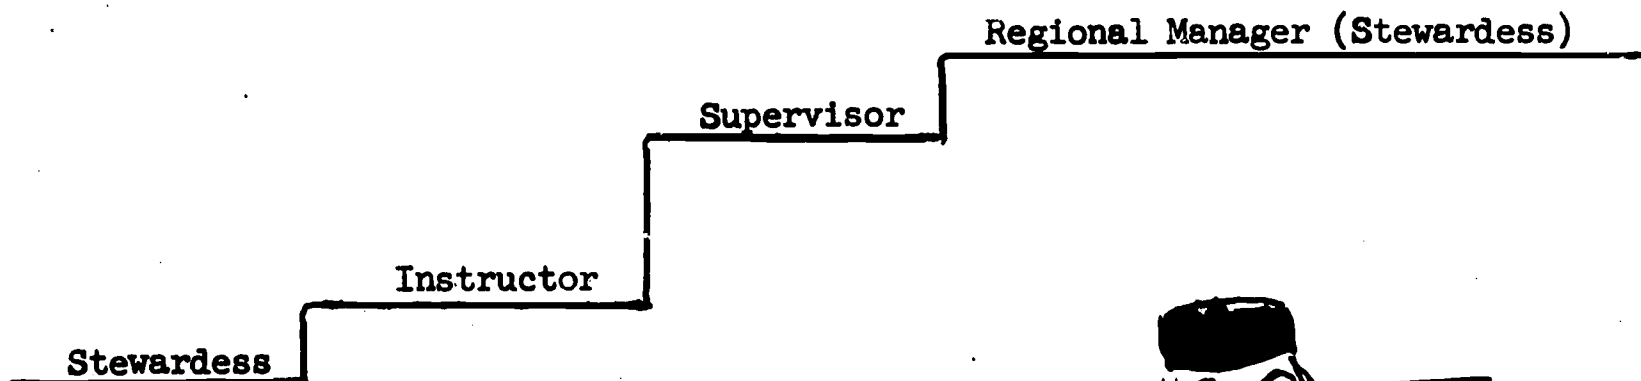 Regional Manager (Stewardess)
Supervisor
Instructor
Stewardess